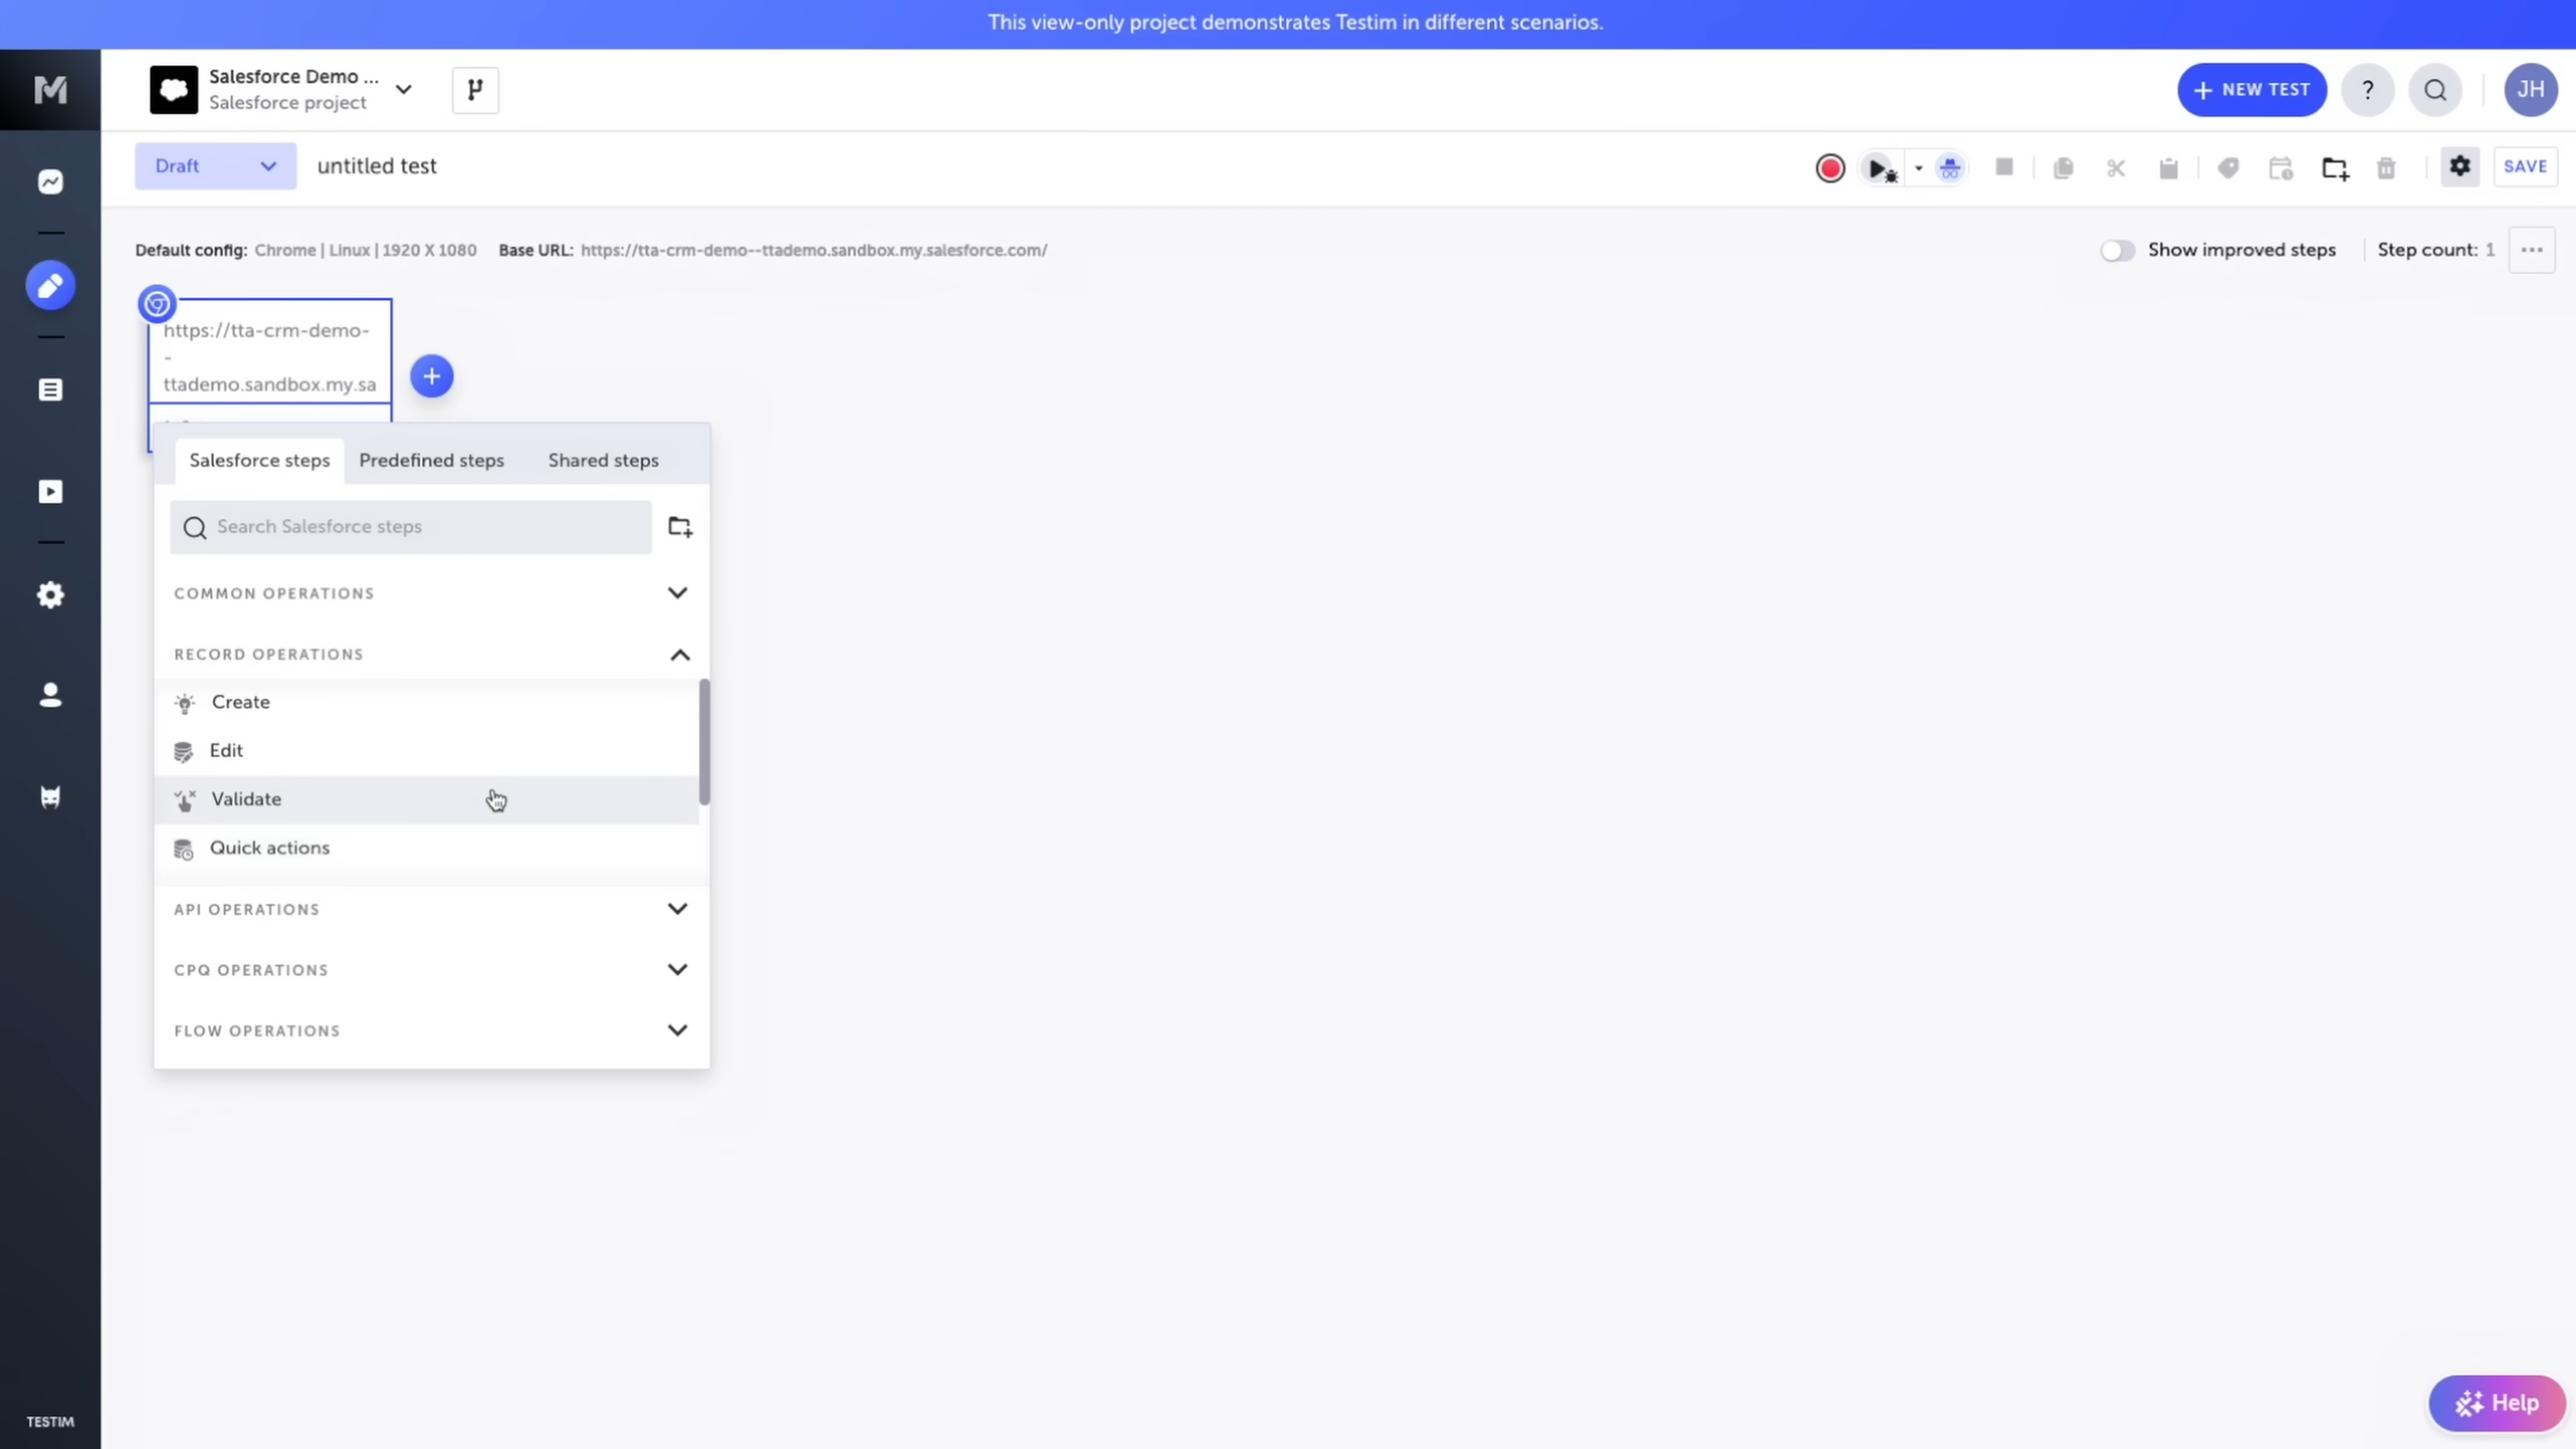 This view-only project demonstrates Testim in different scenarios.
Salesforce Demo ...
Salesforce project
NEW TEST
?
JH
Draft
untitled test
SAVE
Default config: Chrome | Linux | 1920 X 1080
Base URL: https://tta-crm-demo--ttademo.sandbox.my.salesforce.com/
Show improved steps
Step count: 1
https://tta-crm-demo-
-
ttademo.sandbox.my.sa
Salesforce steps
Predefined steps
Shared steps
Search Salesforce steps
COMMON OPERATIONS
RECORD OPERATIONS
Create
Edit
Validate
Quick actions
API OPERATIONS
CPQ OPERATIONS
FLOW OPERATIONS
TESTIM
Help